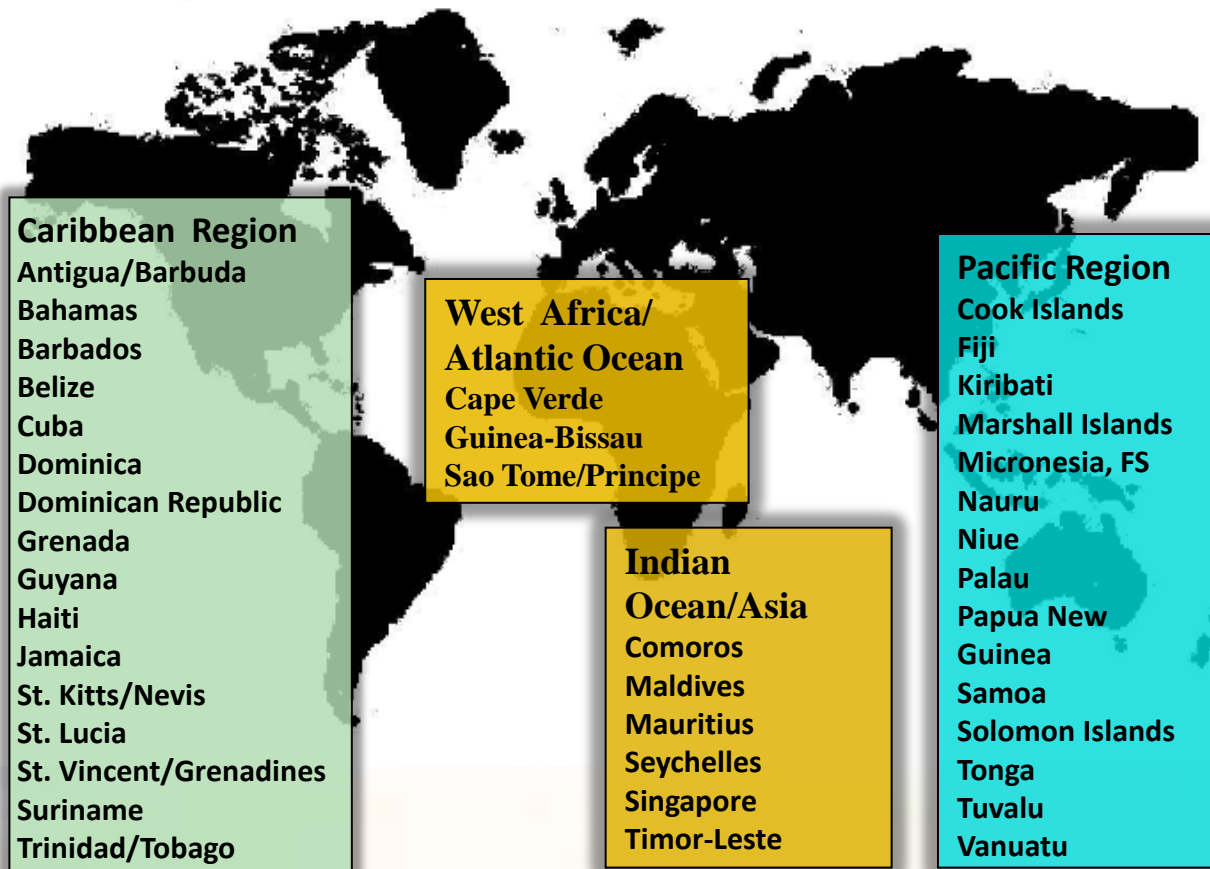 Caribbean Region
Antigua/Barbuda
Bahamas
Barbados
Belize
Cuba
Dominica
Dominican Republic
Grenada
Guyana
Haiti
Jamaica
St. Kitts/Nevis
St. Lucia
St. Vincent/Grenadines
Suriname
Trinidad/Tobago
West Africa/
Atlantic Ocean
Cape Verde
Guinea-Bissau
Sao Tome/Principe
Indian
Ocean/Asia
Comoros
Maldives
Mauritius
Seychelles
Singapore
Timor-Leste
Pacific Region
Cook Islands
Fiji
Kiribati
Marshall Islands
Micronesia, FS
Nauru
Niue
Palau
Papua New
Guinea
Samoa
Solomon Islands
Tonga
Tuvalu
Vanuatu